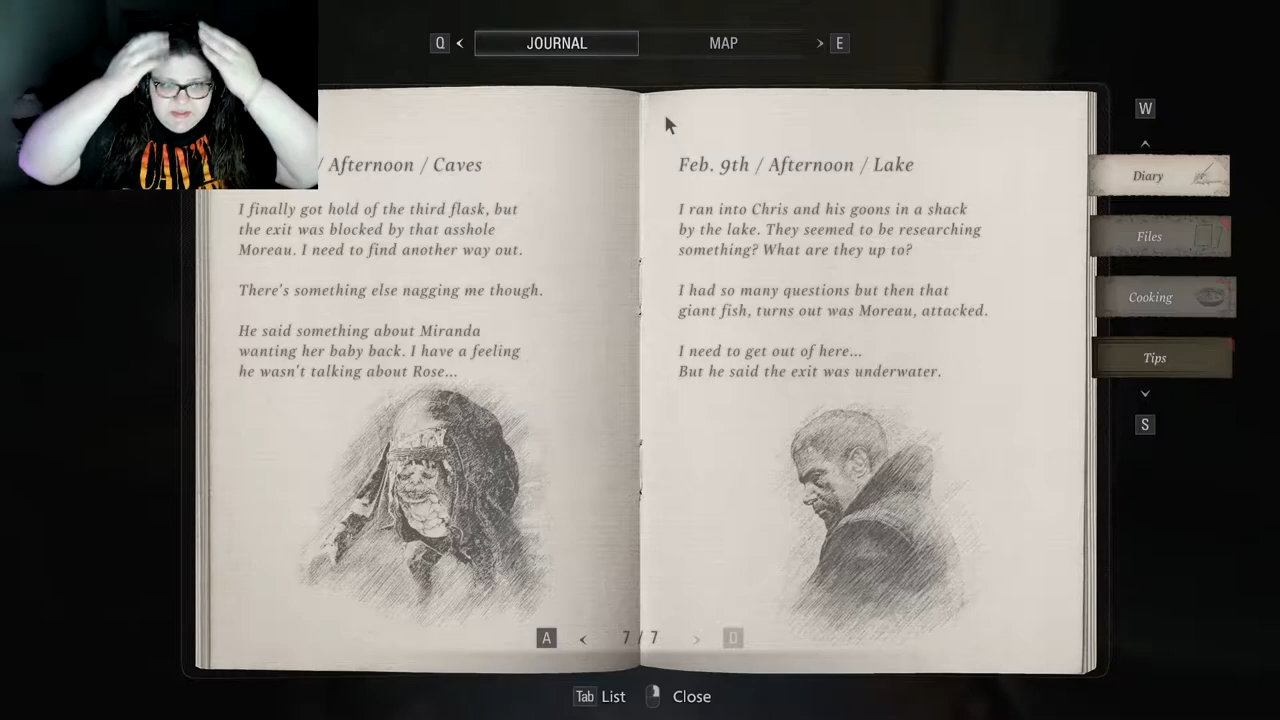 Q < JOURNAL MAP > E
W
/ Afternoon / Caves
I finally got hold of the third flask, but
the exit was blocked by that asshole
Moreau. I need to find another way out.
There's something else nagging me though.
He said something about Miranda
wanting her baby back. I have a feeling
he wasn't talking about Rose...
Feb. 9th / Afternoon / Lake
I ran into Chris and his goons in a shack
by the lake. They seemed to be researching
something? What are they up to?
I had so many questions but then that
giant fish, turns out was Moreau, attacked.
I need to get out of here...
But he said the exit was underwater.
Diary
Files
Cooking
Tips
S
CAN'T
A < 7/7 > D
Tab List Close